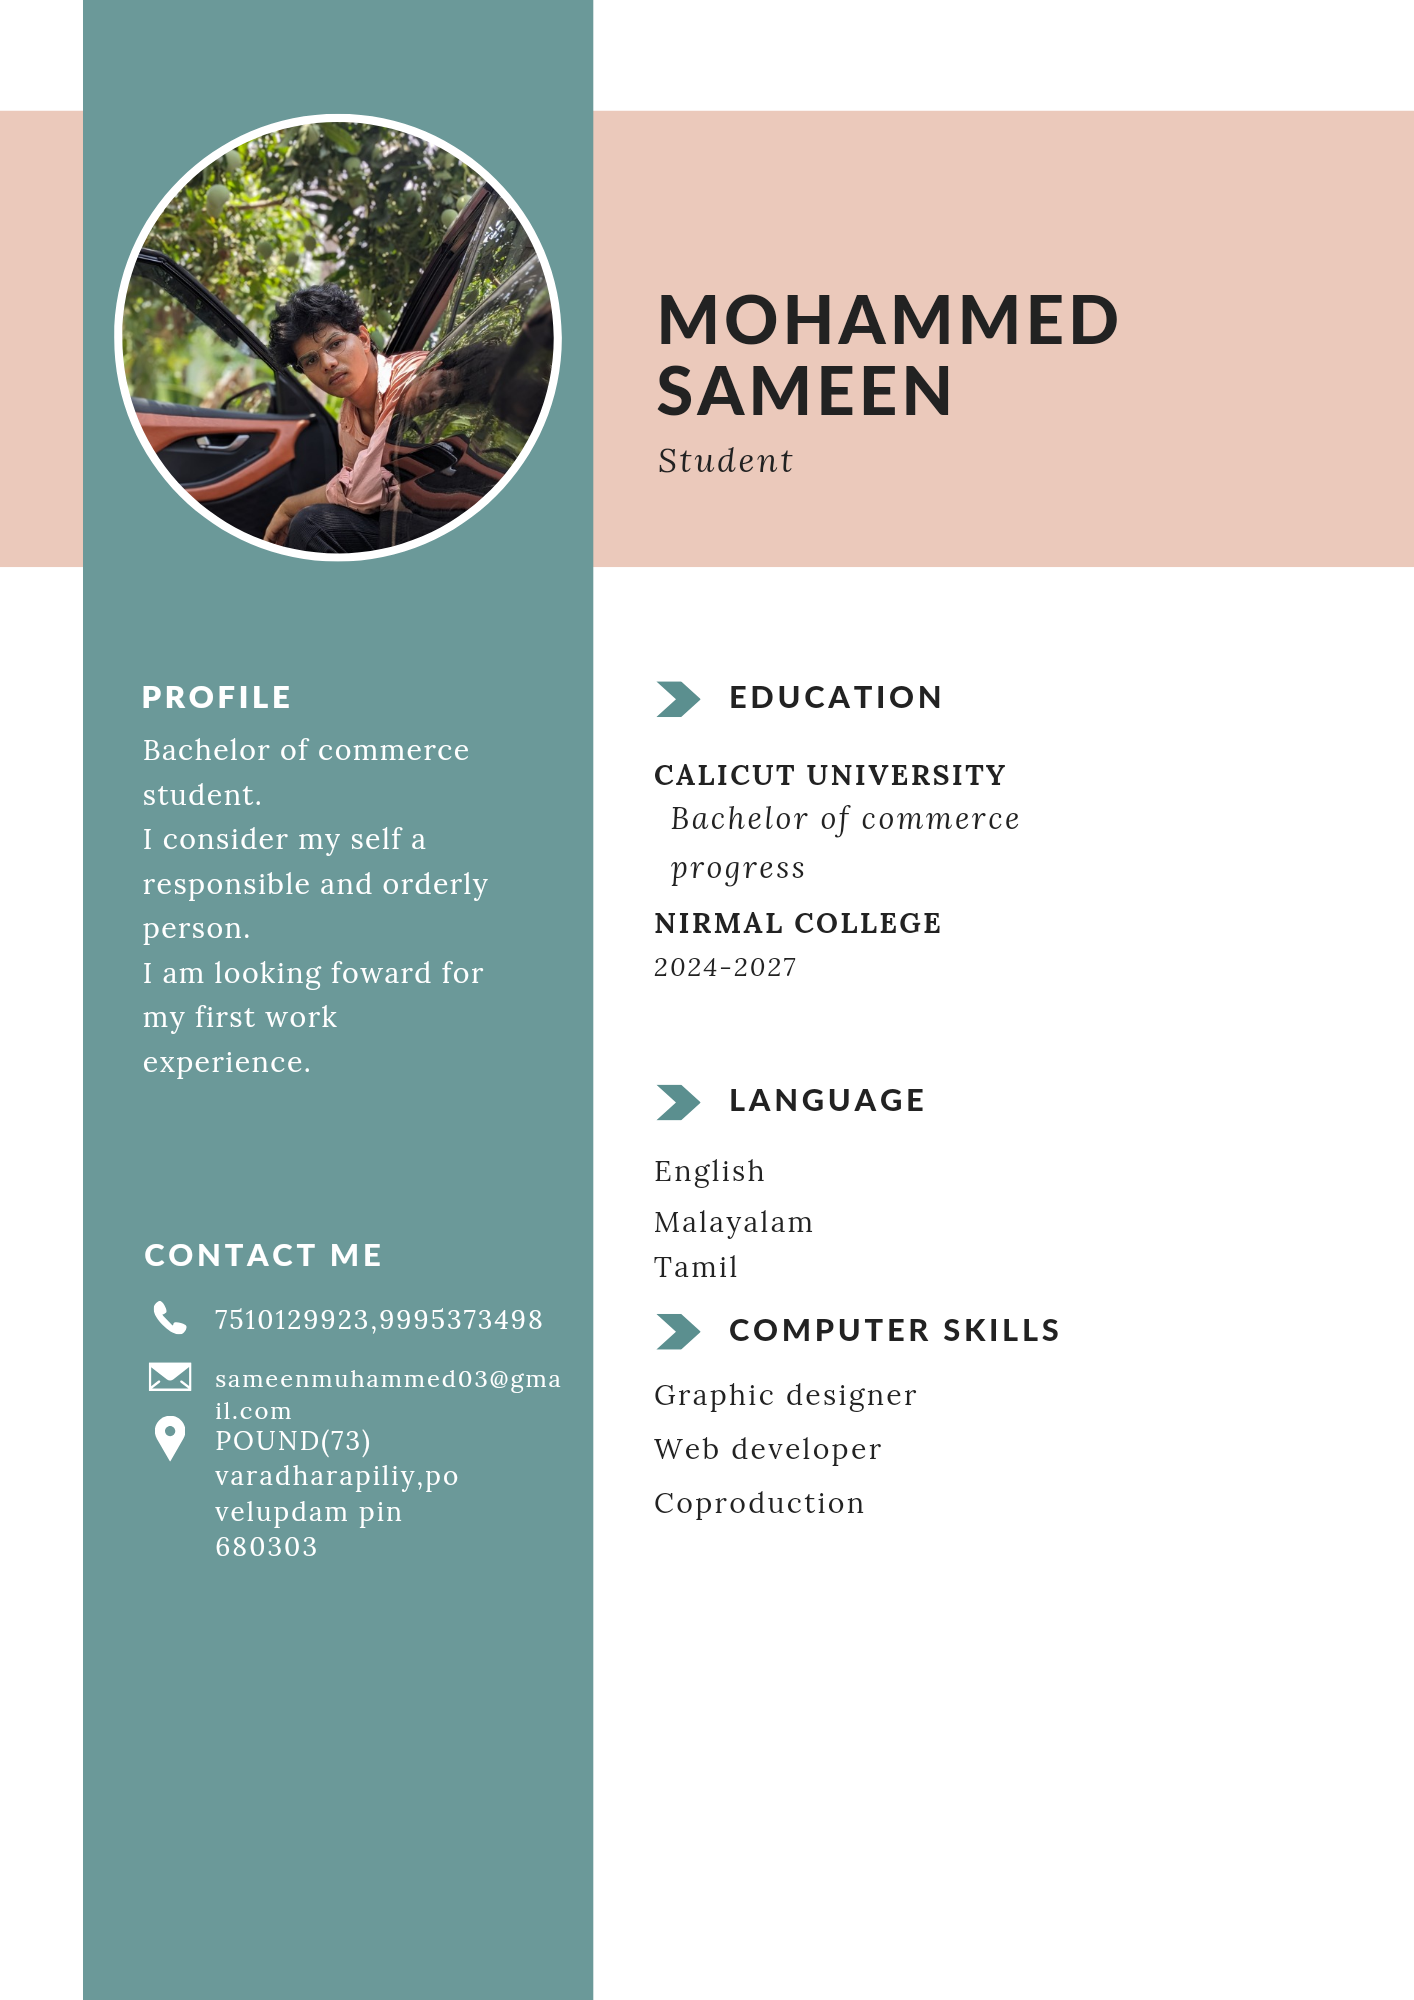 MOHAMMED
SAMEEN
Student
PROFILE
Bachelor of commerce
student.
I consider my self a
responsible and orderly
person.
I am looking foward for
my first work
experience.
CONTACT ME
7510129923,9995373498
sameenmuhammed03@gma
il.com
POUND(73)
varadharapiliy,po
velupdam pin
680303
EDUCATION
CALICUT UNIVERSITY
Bachelor of commerce
progress
NIRMAL COLLEGE
2024-2027
LANGUAGE
English
Malayalam
Tamil
COMPUTER SKILLS
Graphic designer
Web developer
Coproduction